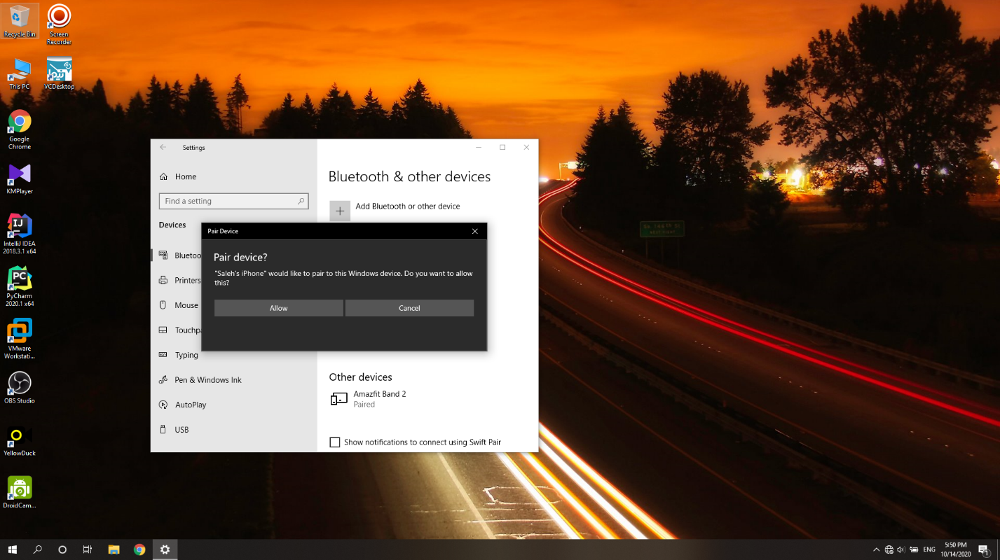 Recycle Bin
Screen
Recorder
This PC
VCDesktop
Google
Chrome
KMPlayer
IntelliJ IDEA
2018.3.1 x64
PyCharm
2020.1 x64
VMware
Workstati...
OBS Studio
YellowDuck
DroidCam...
Settings
Home
Find a setting
Devices
Bluetoo
Printers
Mouse
Touchpa
Typing
Pen & Windows Ink
AutoPlay
USB
Bluetooth & other devices
Add Bluetooth or other device
Pair Device
Pair device?
"Saleh's iPhone" would like to pair to this Windows device. Do you want to allow
this?
Allow
Cancel
Other devices
Amazfit Band 2
Paired
Show notifications to connect using Swift Pair
ENG
5:50 PM
10/14/2020
1